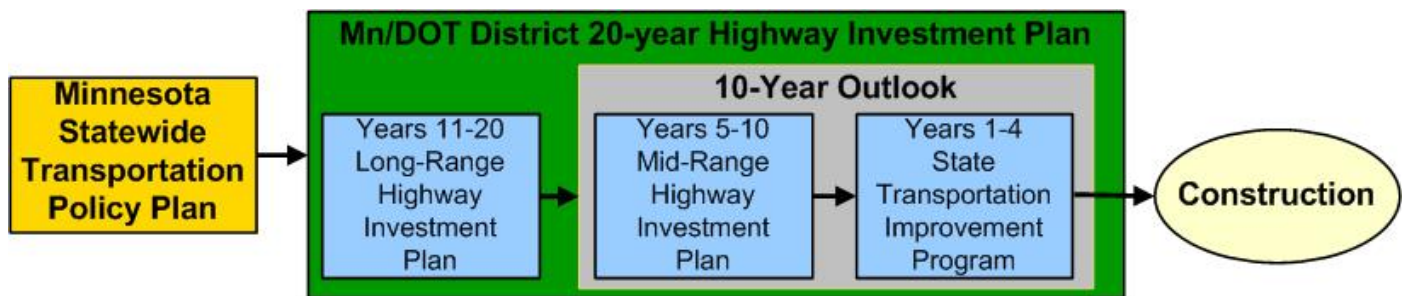 Minnesota
Statewide
Transportation
Policy Plan
Mn/DOT District 20-year Highway Investment Plan
Years 11-20
Long-Range
Highway
Investment
Plan
10-Year Outlook
Years 5-10
Mid-Range
Highway
Investment
Plan
Years 1-4
State
Transportation
Improvement
Program
Construction